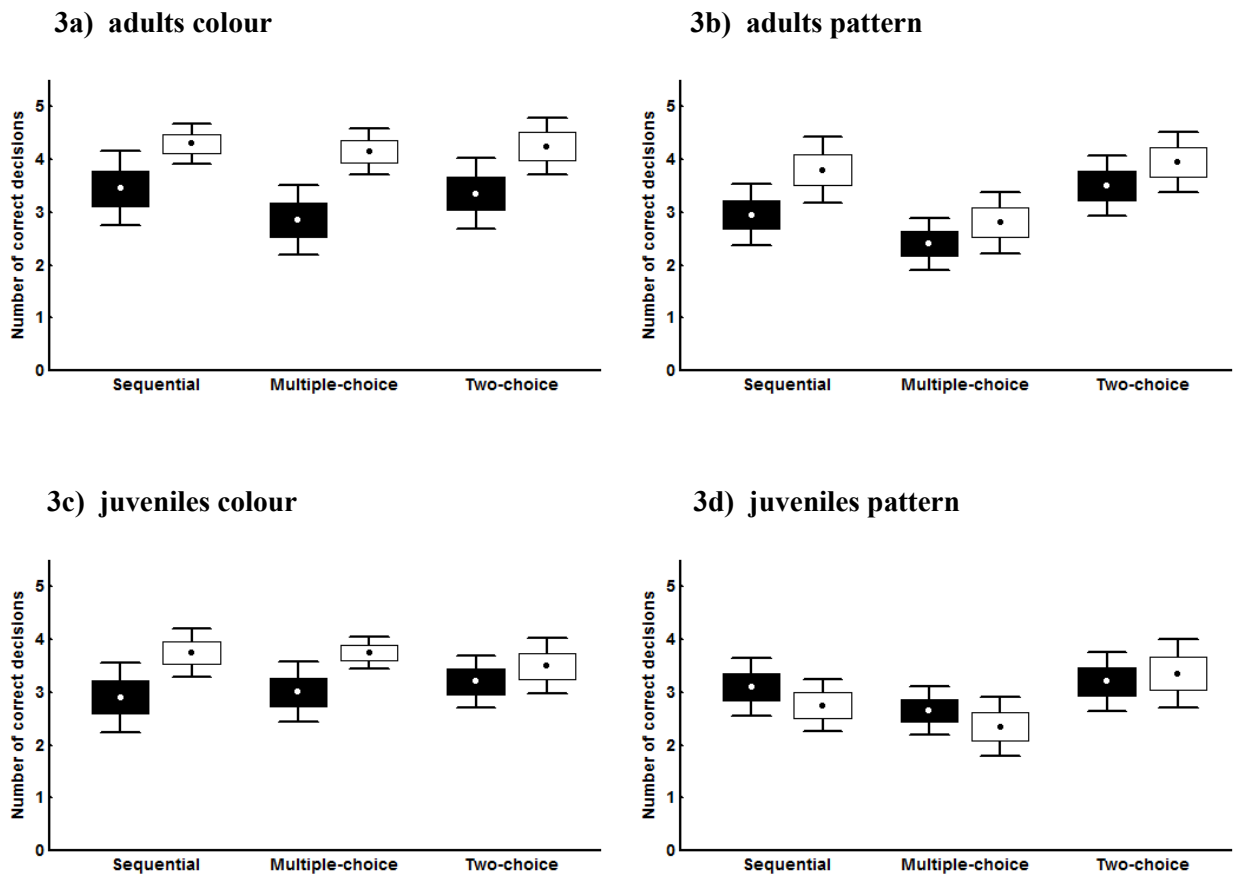 3a) adults colour
Number of correct decisions
5
4
3
2
1
0
Sequential Multiple-choice Two-choice
3b) adults pattern
Number of correct decisions
5
4
3
2
1
0
Sequential Multiple-choice Two-choice
3c) juveniles colour
Number of correct decisions
5
4
3
2
1
0
Sequential Multiple-choice Two-choice
3d) juveniles pattern
Number of correct decisions
5
4
3
2
1
0
Sequential Multiple-choice Two-choice